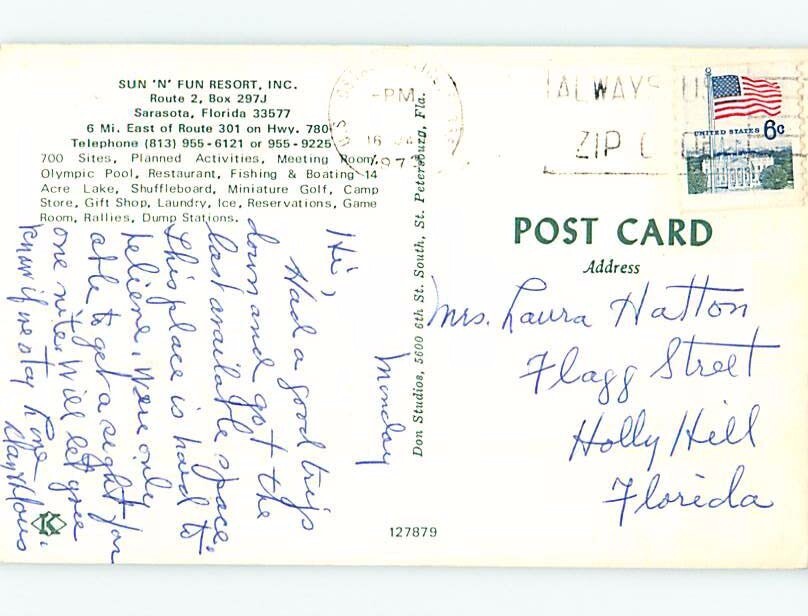 SUN 'N' FUN RESORT, INC.
Route 2, Box 297J
Sarasota, Florida 33577
6 Mi. East of Route 301 on Hwy. 780
Telephone (813) 955-6121 or 955-9225
700 Sites, Planned Activities, Meeting Room,
Olympic Pool, Restaurant, Fishing & Boating 14
Acre Lake, Shuffleboard, Miniature Golf, Camp
Store, Gift Shop, Laundry, Ice, Reservations, Game
Room, Rallies, Dump Stations.
Monday
Hi,
Had a good trip
down and got the
last available space.
This place is hard to
believe. Were only
able to get a site for
one nite. Will let you
know if we stay here.
Don Studios, 5600 6th St. South, St. Petersburg, Fla.
127879
K
PM
16
197
ALWAYS U
ZIP CODE
UNITED STATES 6c
POST CARD
Address
Mrs. Laura Hatton
Flagg Street
Holly Hill
Florida